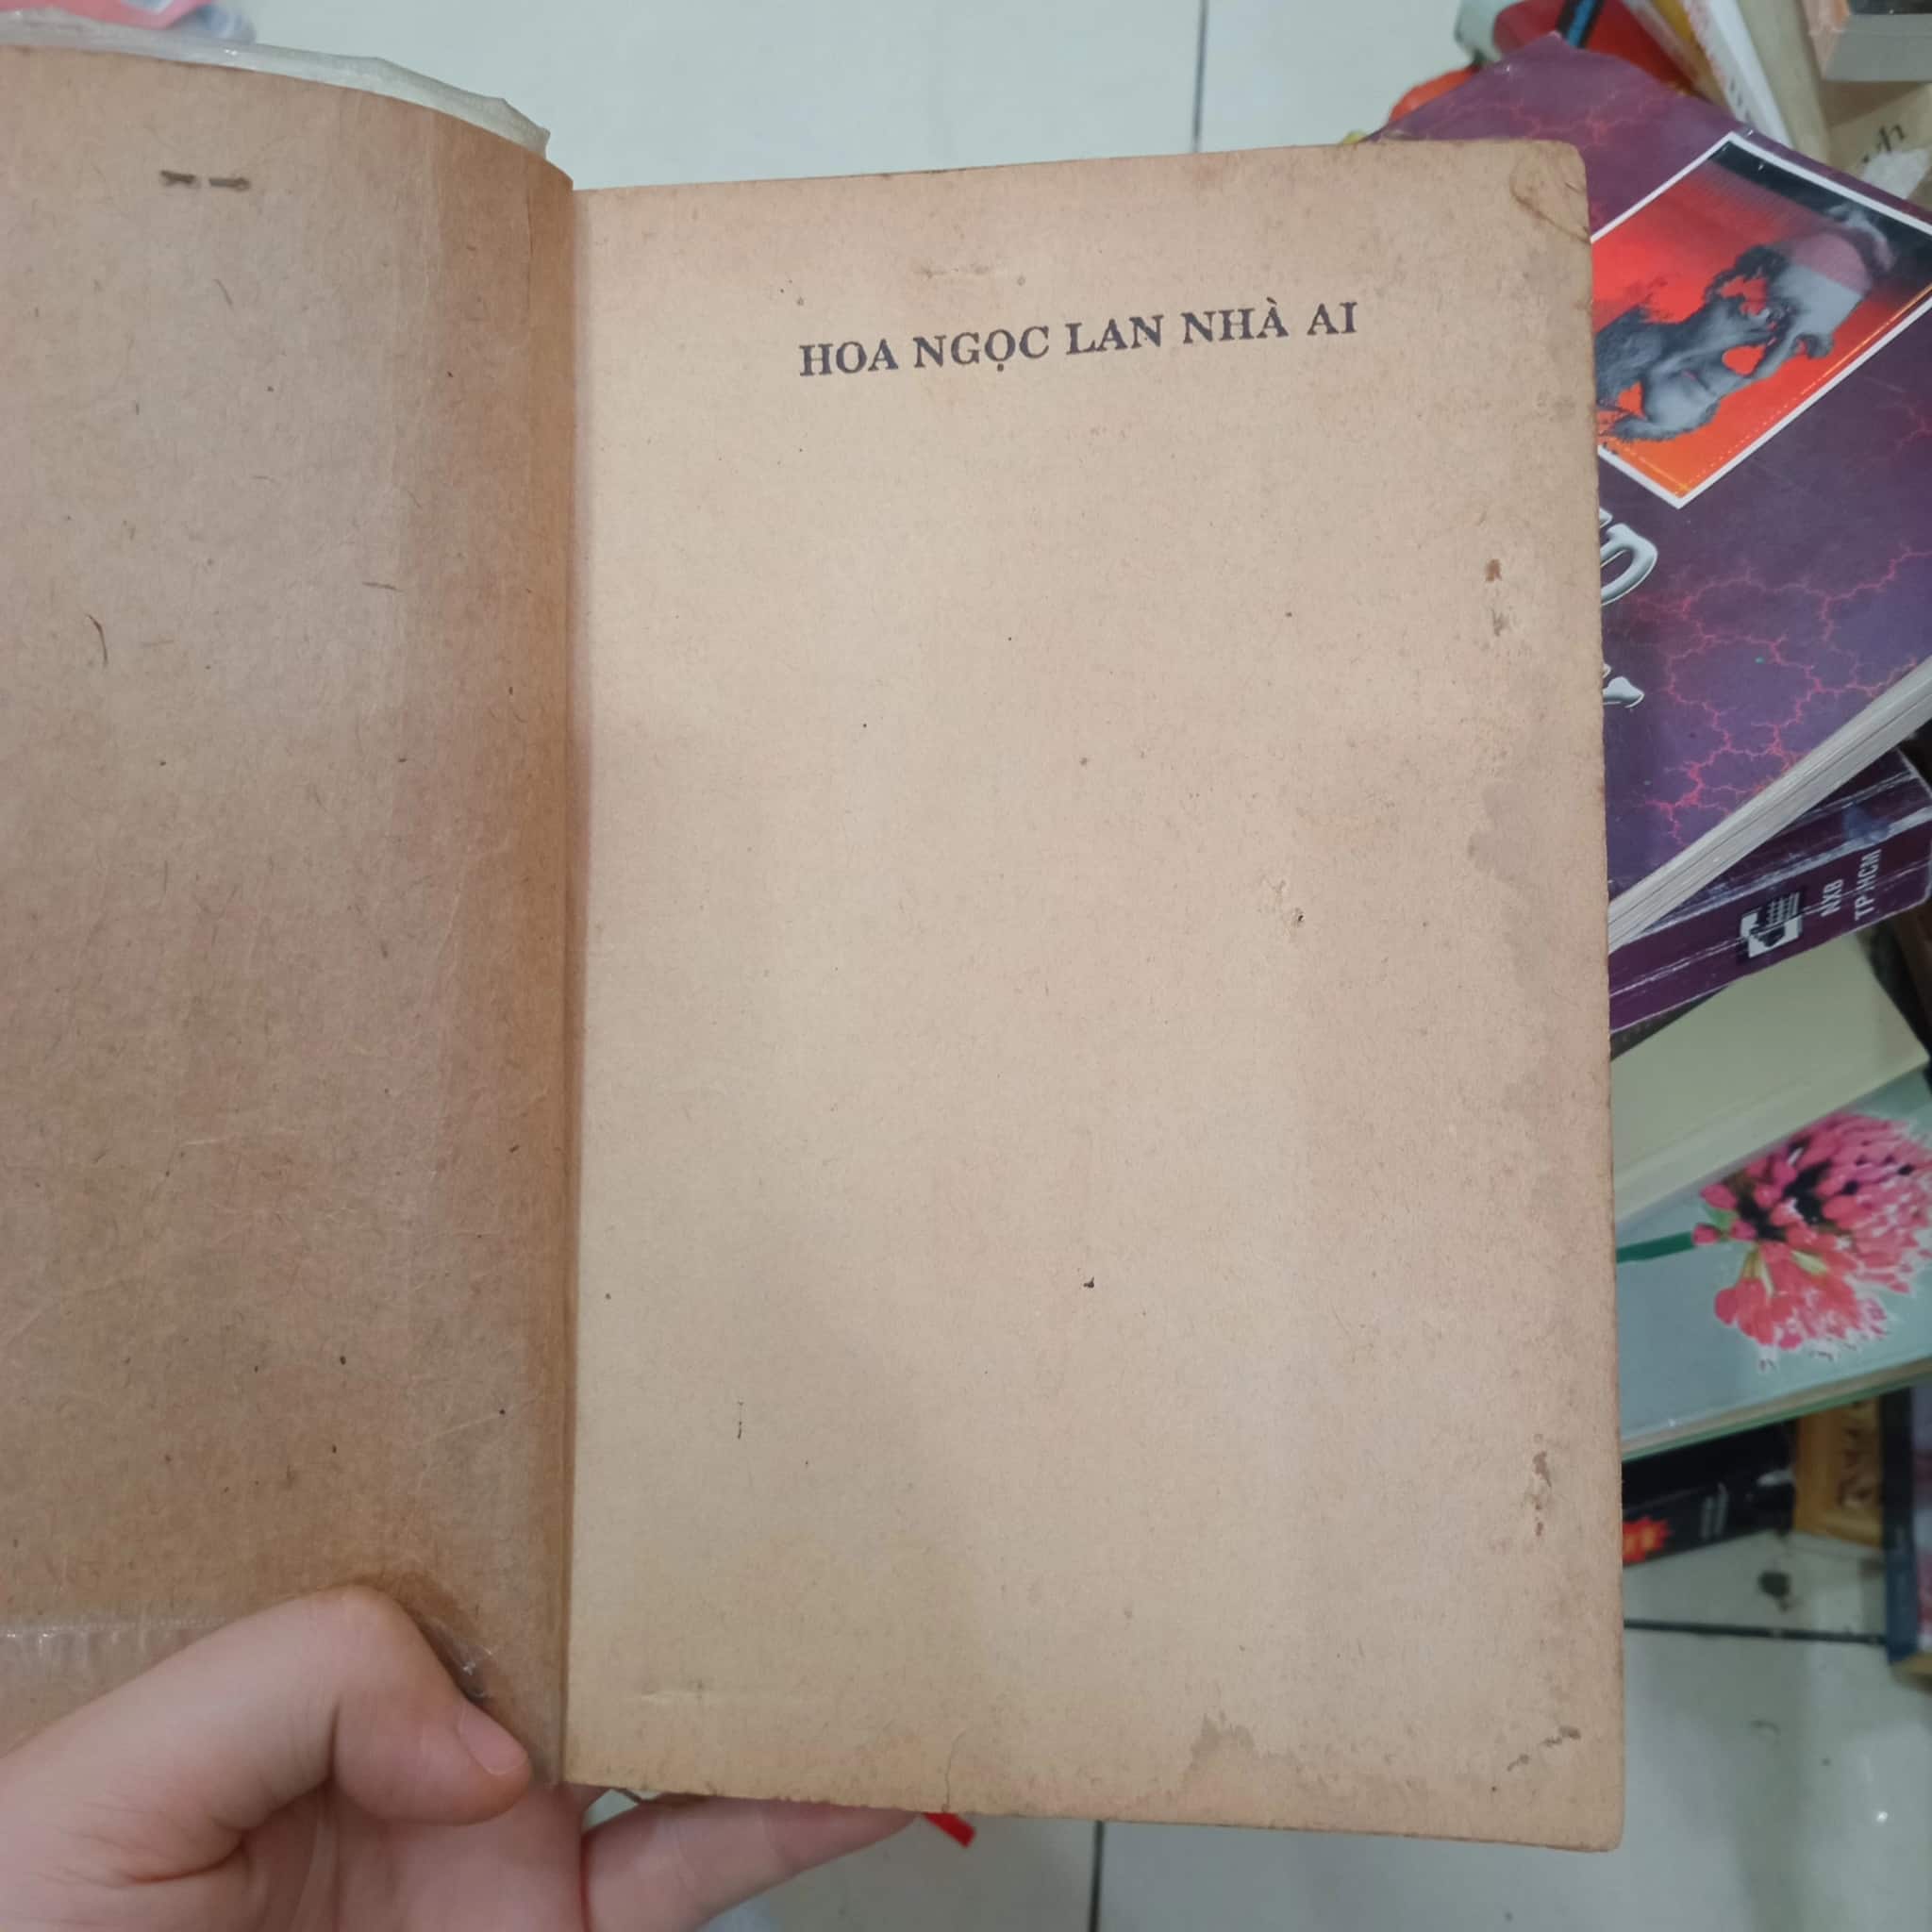 HOA NGỌC LAN NHÀ AI
NXB
TP HCM